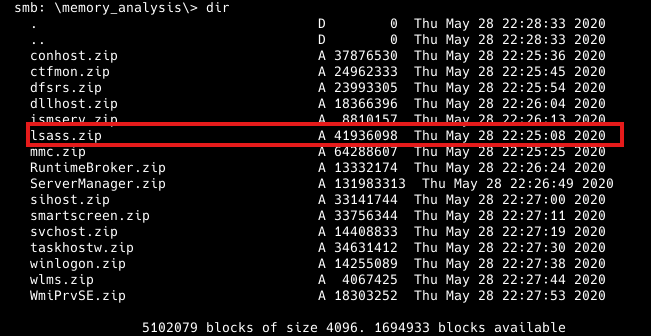 smb: \memory_analysis\> dir
. D 0 Thu May 28 22:28:33 2020
.. D 0 Thu May 28 22:28:33 2020
conhost.zip A 37876530 Thu May 28 22:25:36 2020
ctfmon.zip A 24962333 Thu May 28 22:25:45 2020
dfsrs.zip A 23993305 Thu May 28 22:25:54 2020
dllhost.zip A 18366396 Thu May 28 22:26:04 2020
ismserv.zip A 8810157 Thu May 28 22:26:13 2020
lsass.zip A 41936098 Thu May 28 22:25:08 2020
mmc.zip A 64288607 Thu May 28 22:25:25 2020
RuntimeBroker.zip A 13332174 Thu May 28 22:26:24 2020
ServerManager.zip A 131983313 Thu May 28 22:26:49 2020
sihost.zip A 33141744 Thu May 28 22:27:00 2020
smartscreen.zip A 33756344 Thu May 28 22:27:11 2020
svchost.zip A 14408833 Thu May 28 22:27:19 2020
taskhostw.zip A 34631412 Thu May 28 22:27:30 2020
winlogon.zip A 14255089 Thu May 28 22:27:38 2020
wlms.zip A 4067425 Thu May 28 22:27:44 2020
WmiPrvSE.zip A 18303252 Thu May 28 22:27:53 2020
5102079 blocks of size 4096. 1694933 blocks available